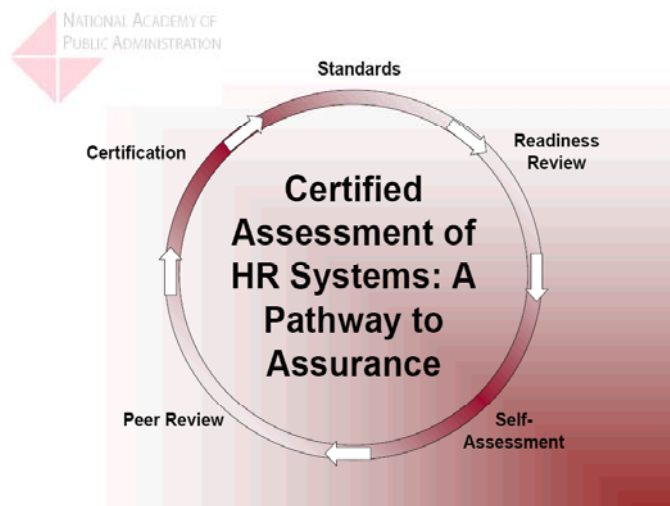 NATIONAL ACADEMY OF
PUBLIC ADMINISTRATION
Standards
Readiness
Review
Certification
Certified
Assessment of
HR Systems: A
Pathway to
Assurance
Peer Review
Self-
Assessment